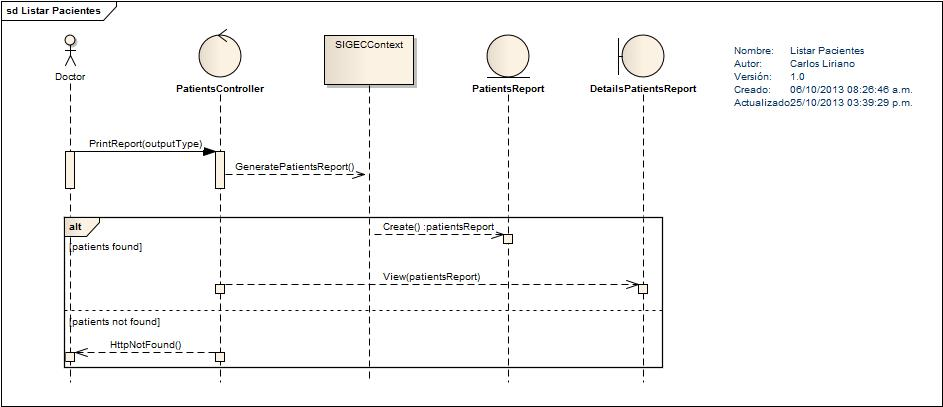 sd Listar Pacientes
Doctor
PatientsController
SIGECContext
PatientsReport
DetailsPatientsReport
Nombre: Listar Pacientes
Autor: Carlos Liriano
Versión: 1.0
Creado: 06/10/2013 08:26:46 a.m.
Actualizado25/10/2013 03:39:29 p.m.
PrintReport(outputType)
GeneratePatientsReport()
alt
[patients found]
Create() :patientsReport
View(patientsReport)
[patients not found]
HttpNotFound()